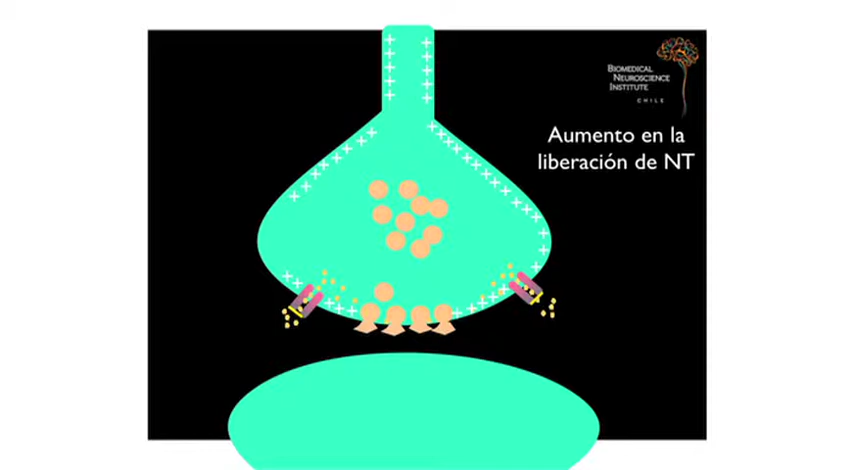 BIOMEDICAL
NEUROSCIENCE
INSTITUTE
CHILE
Aumento en la
liberación de NT